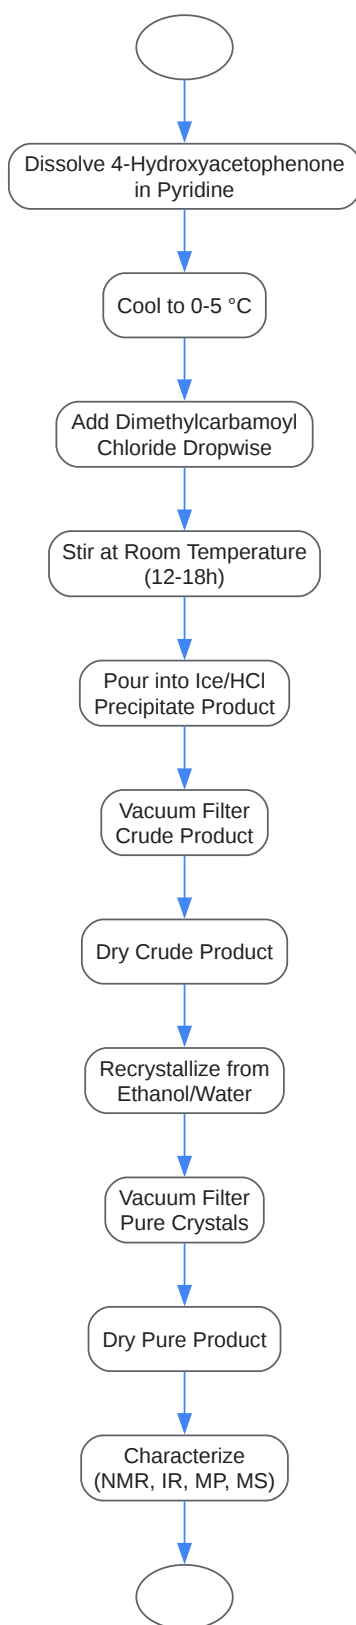 Dissolve 4-Hydroxyacetophenone
in Pyridine
Cool to 0-5 °C
Add Dimethylcarbamoyl
Chloride Dropwise
Stir at Room Temperature
(12-18h)
Pour into Ice/HCl
Precipitate Product
Vacuum Filter
Crude Product
Dry Crude Product
Recrystallize from
Ethanol/Water
Vacuum Filter
Pure Crystals
Dry Pure Product
Characterize
(NMR, IR, MP, MS)